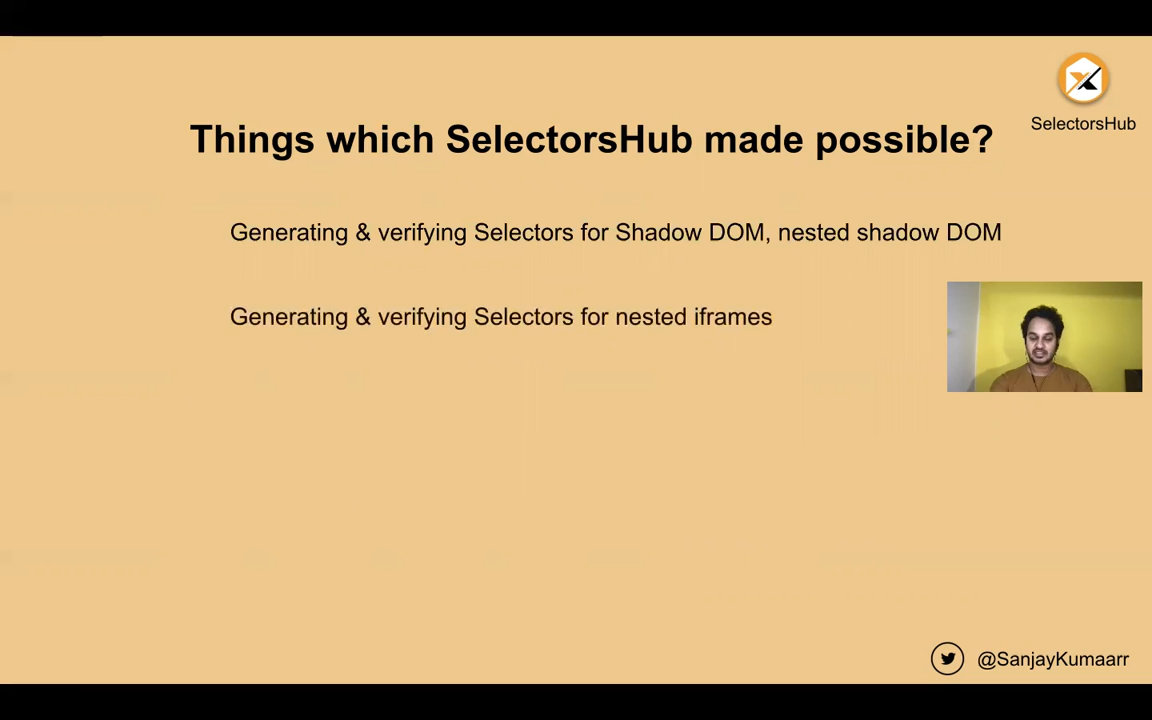 SelectorsHub
Things which SelectorsHub made possible?
Generating & verifying Selectors for Shadow DOM, nested shadow DOM
Generating & verifying Selectors for nested iframes
@SanjayKumaarr